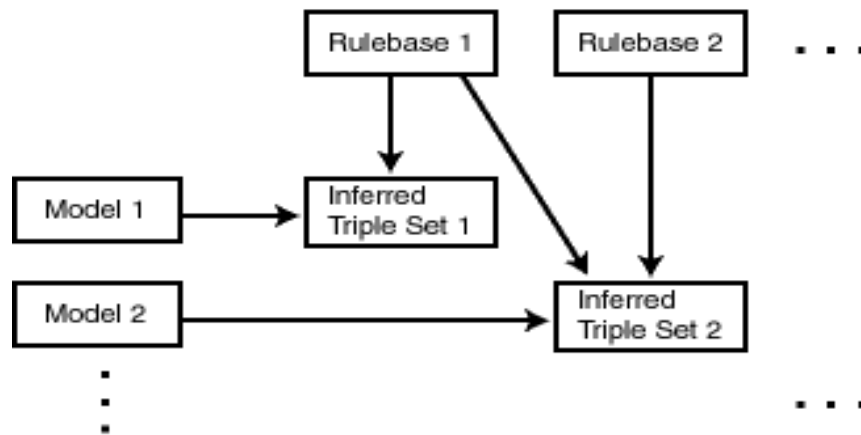 Rulebase 1
Rulebase 2
. . .
Model 1
Inferred
Triple Set 1
Model 2
Inferred
Triple Set 2
. . .